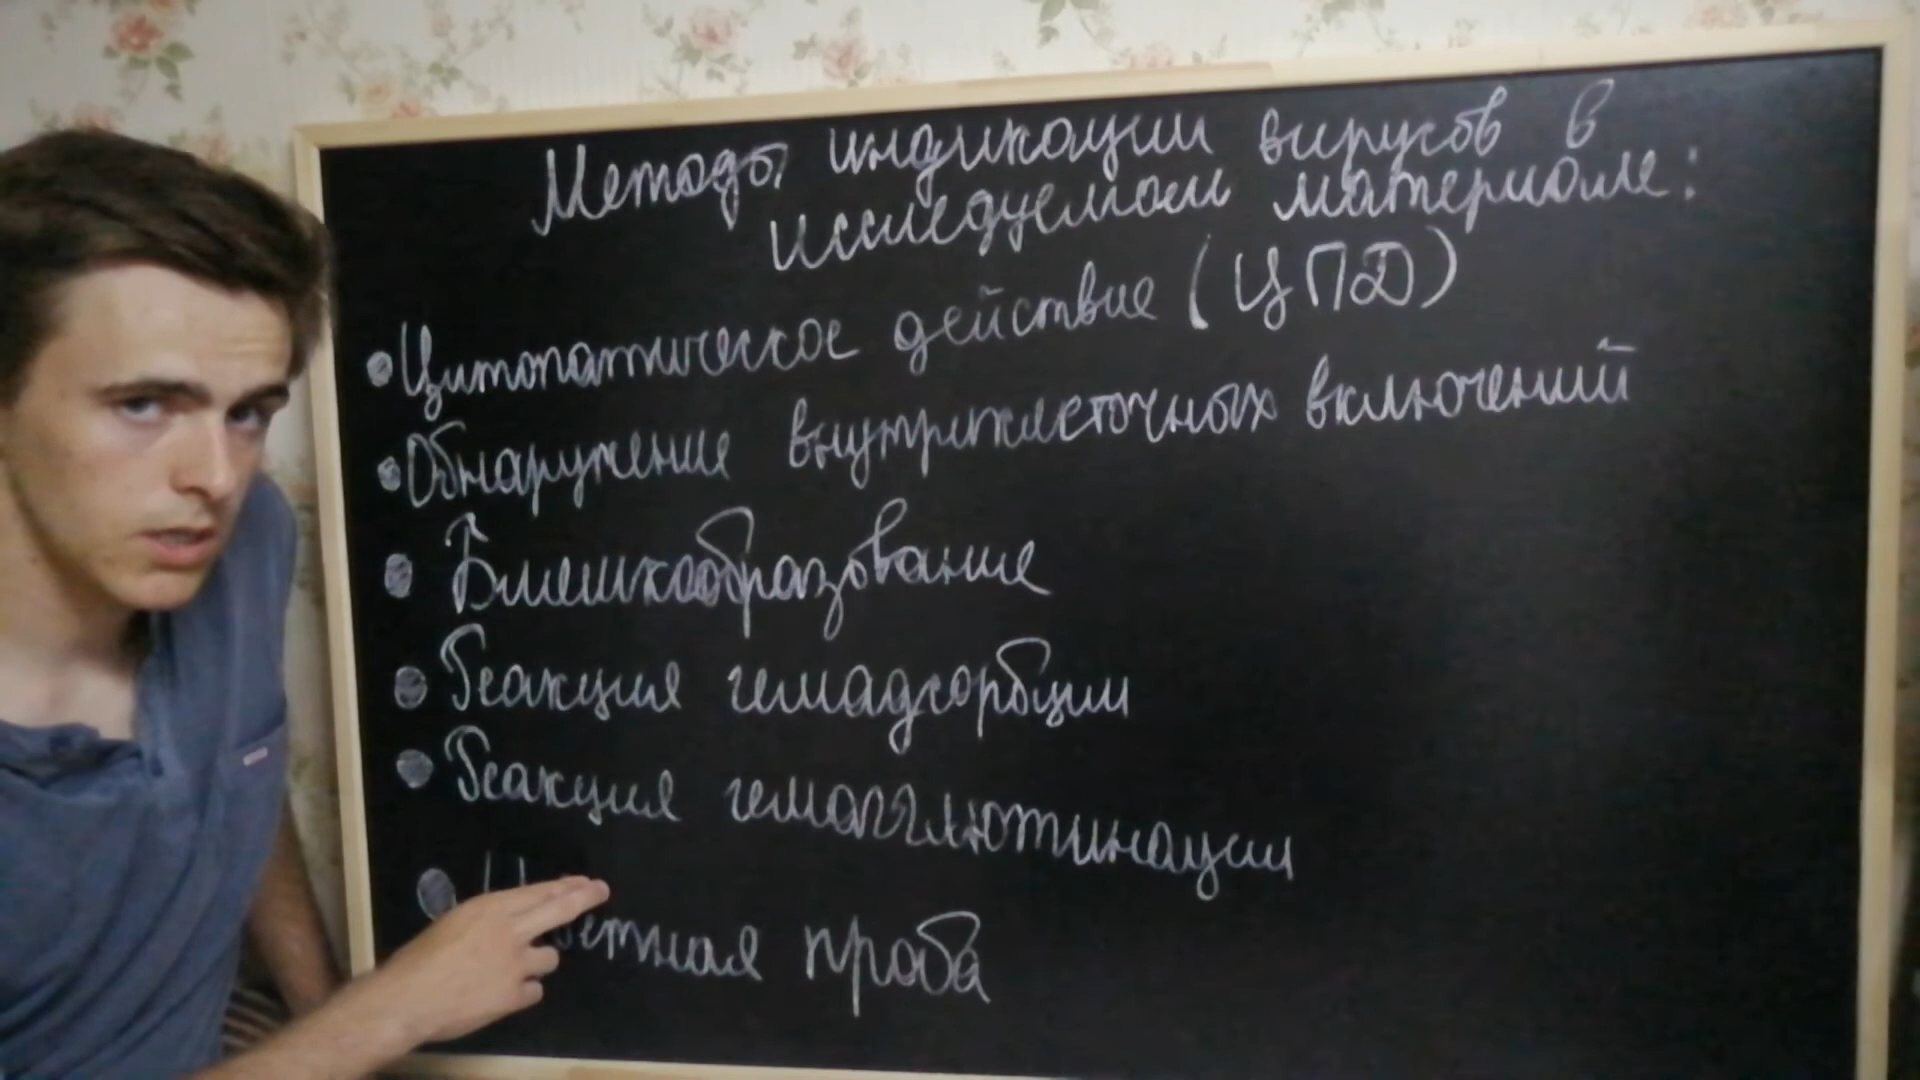 Методы индикации вирусов в
исследуемом материале:
• Цитопатическое действие (ЦПД)
• Обнаружение внутриклеточных включений
• Бляшкообразование
• Реакция гемадсорбции
• Реакция гемагглютинации
• проба